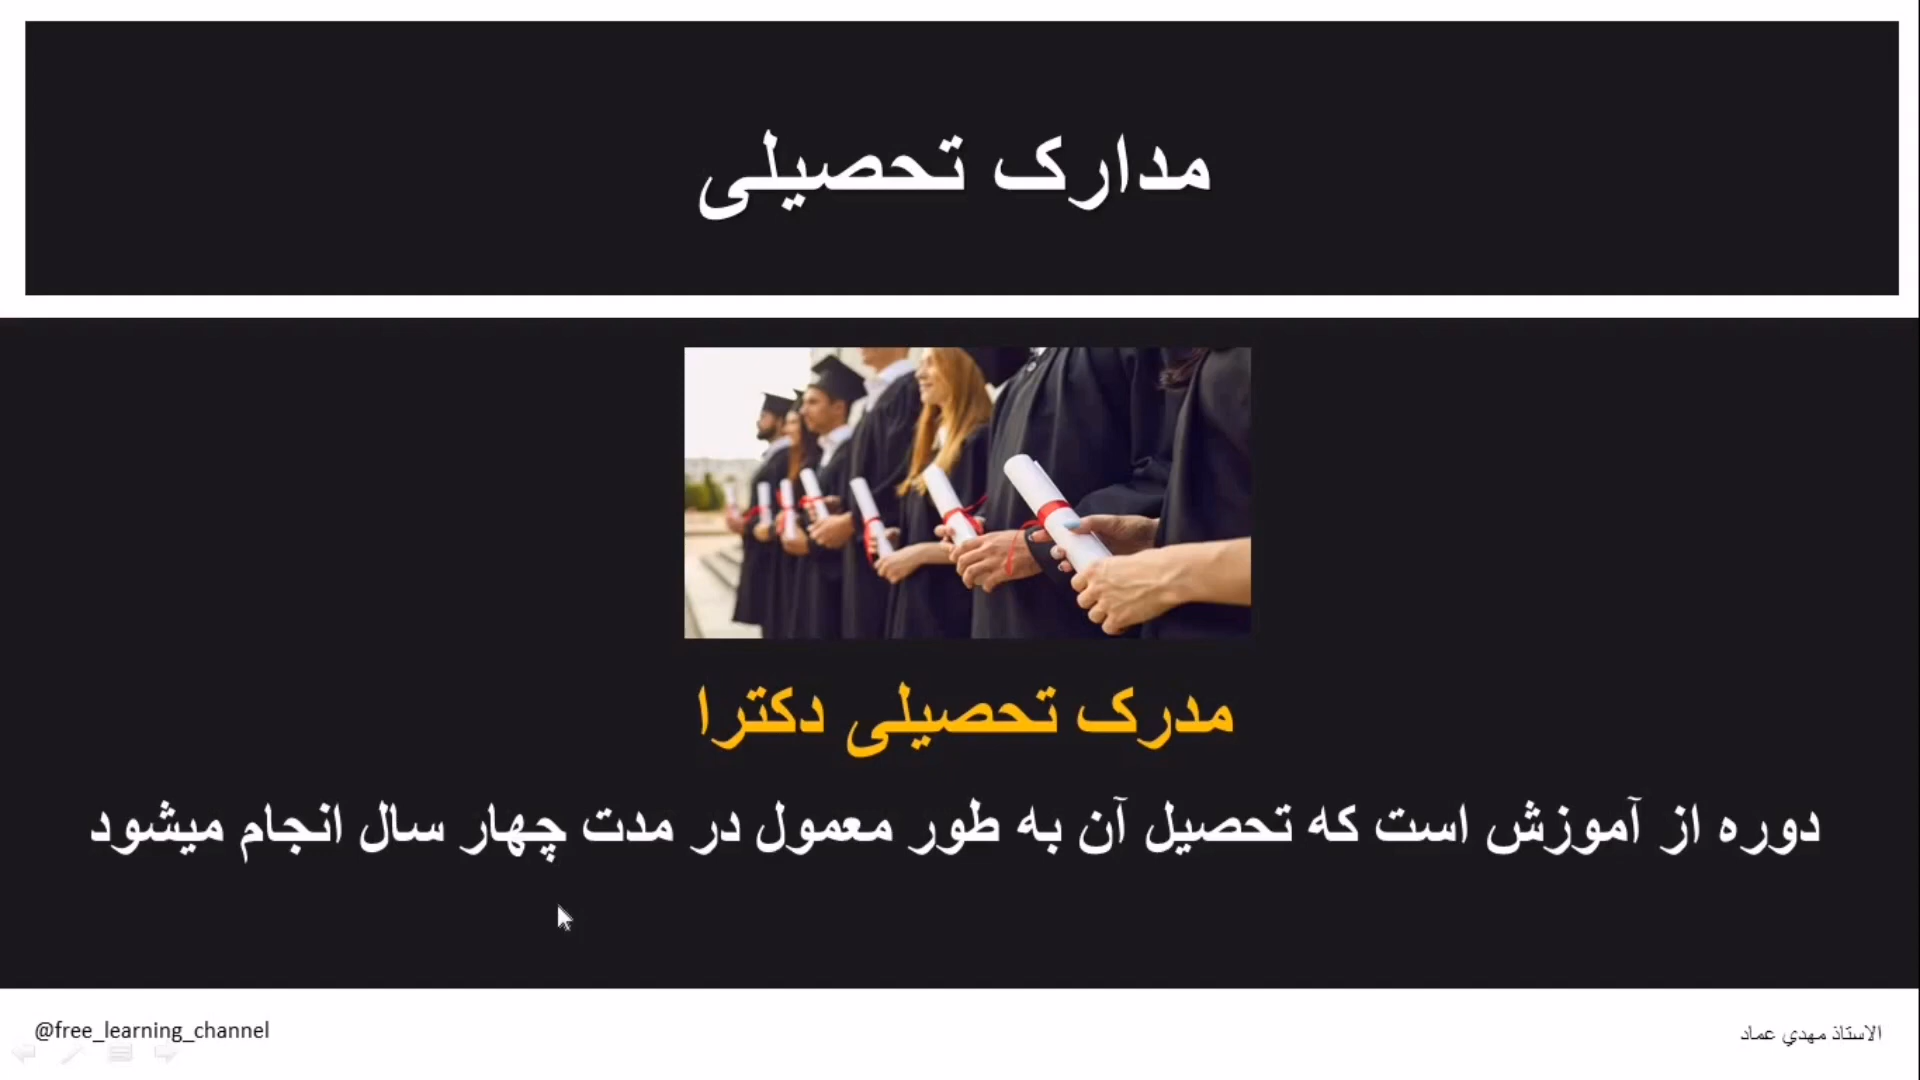 مدارک تحصیلی
مدرک تحصیلی دکترا
دوره از آموزش است که تحصیل آن به طور معمول در مدت چهار سال انجام میشود
@free_learning_channel
الاستاذ مهدي عماد